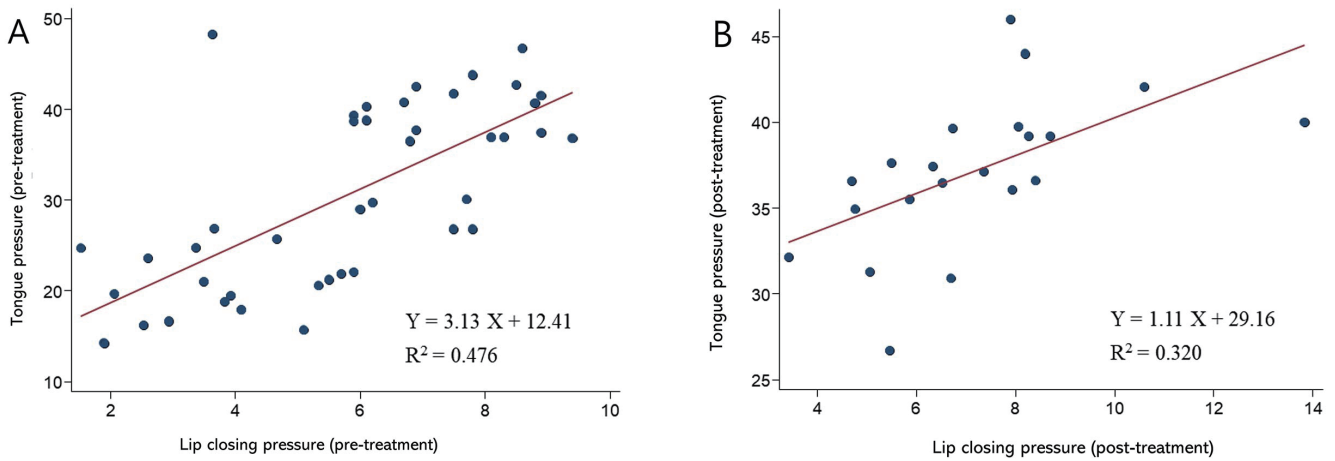 A
Tongue pressure (pre-treatment)
50
40
30
20
10
2 4 6 8 10
Y = 3.13 X + 12.41
R² = 0.476
Lip closing pressure (pre-treatment)
B
Tongue pressure (post-treatment)
45
40
35
30
25
4 6 8 10 12 14
Y = 1.11 X + 29.16
R² = 0.320
Lip closing pressure (post-treatment)